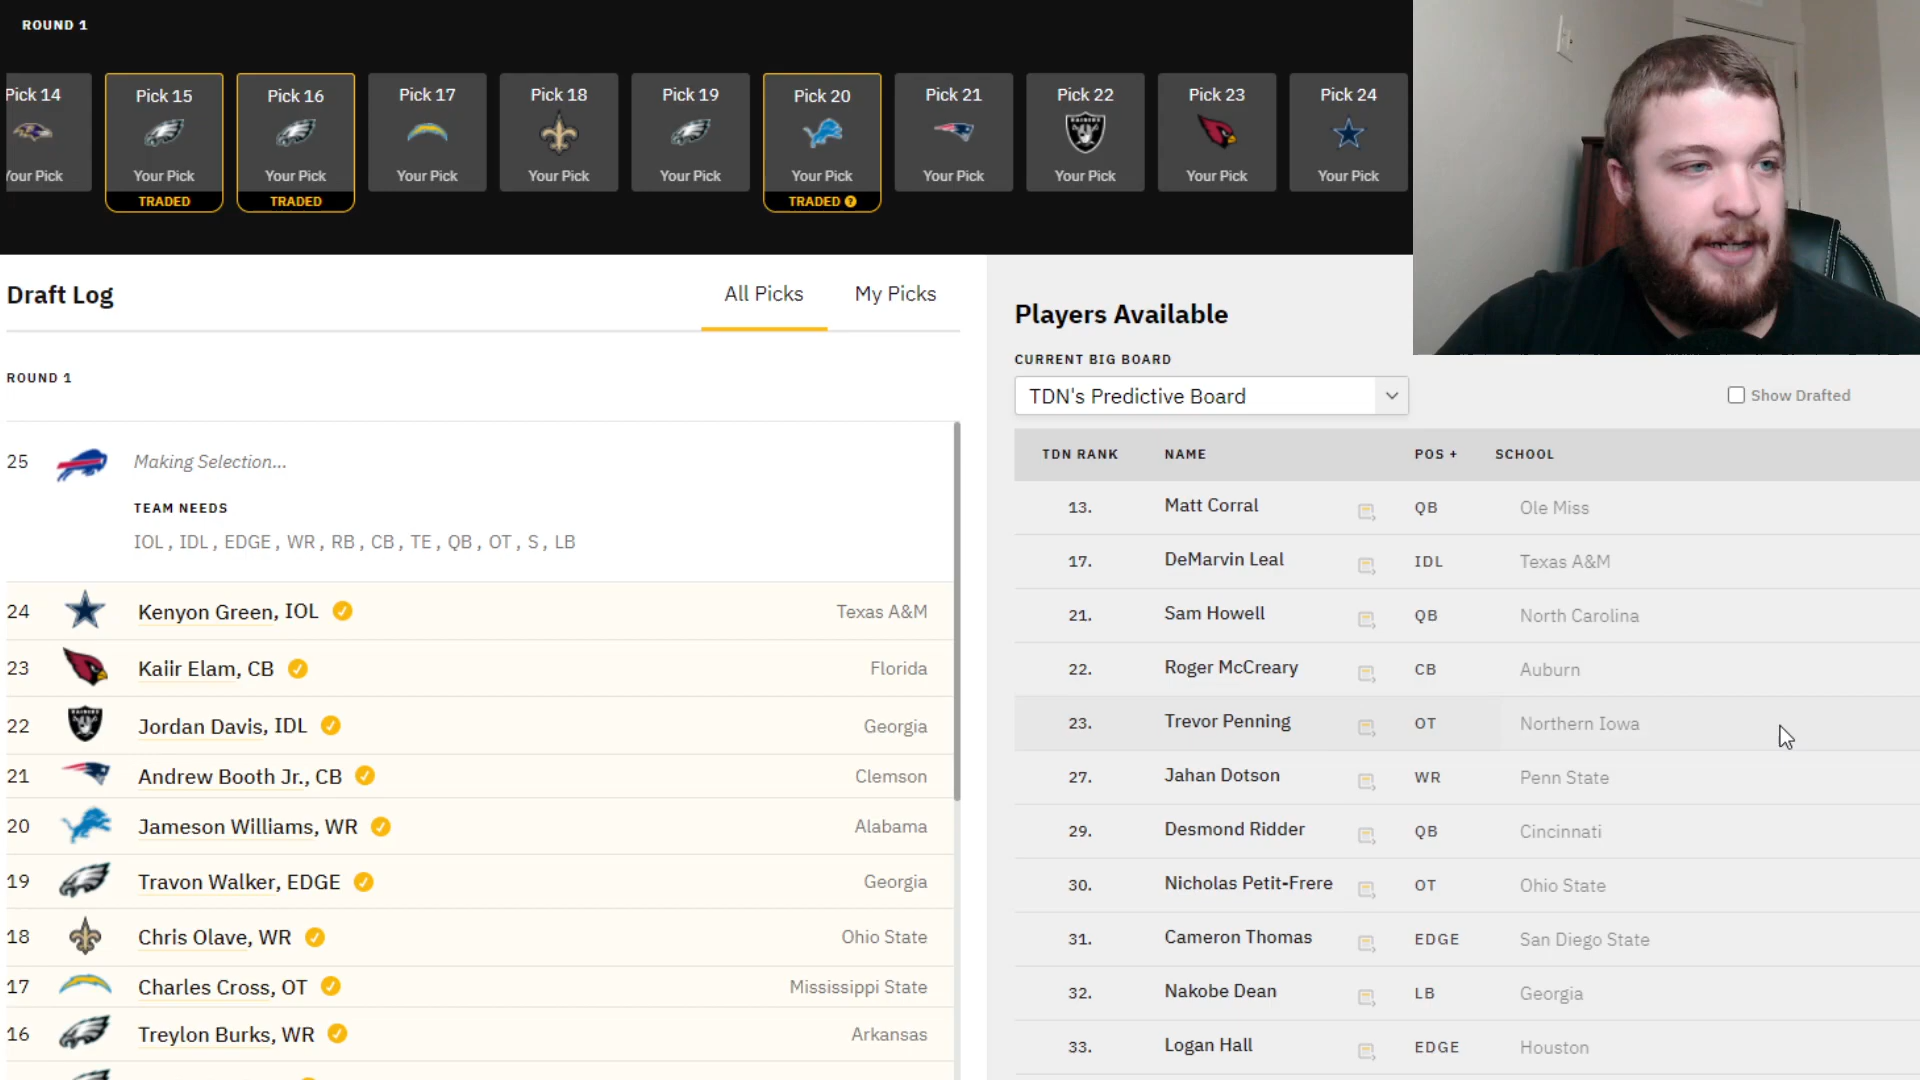 ROUND 1
Pick 14
Your Pick
Pick 15
Your Pick
TRADED
Pick 16
Your Pick
TRADED
Pick 17
Your Pick
Pick 18
Your Pick
Pick 19
Your Pick
Pick 20
Your Pick
TRADED ?
Pick 21
Your Pick
Pick 22
RAIDERS
Your Pick
Pick 23
Your Pick
Pick 24
Your Pick
Draft Log
All Picks
My Picks
ROUND 1
25 Making Selection...
TEAM NEEDS
IOL , IDL , EDGE , WR , RB , CB , TE , QB , OT , S , LB
24 Kenyon Green, IOL Texas A&M
23 Kaiir Elam, CB Florida
22 RAIDERS Jordan Davis, IDL Georgia
21 Andrew Booth Jr., CB Clemson
20 Jameson Williams, WR Alabama
19 Travon Walker, EDGE Georgia
18 Chris Olave, WR Ohio State
17 Charles Cross, OT Mississippi State
16 Treylon Burks, WR Arkansas
Players Available
CURRENT BIG BOARD
TDN's Predictive Board
Show Drafted
TDN RANK NAME POS + SCHOOL
13. Matt Corral QB Ole Miss
17. DeMarvin Leal IDL Texas A&M
21. Sam Howell QB North Carolina
22. Roger McCreary CB Auburn
23. Trevor Penning OT Northern Iowa
27. Jahan Dotson WR Penn State
29. Desmond Ridder QB Cincinnati
30. Nicholas Petit-Frere OT Ohio State
31. Cameron Thomas EDGE San Diego State
32. Nakobe Dean LB Georgia
33. Logan Hall EDGE Houston